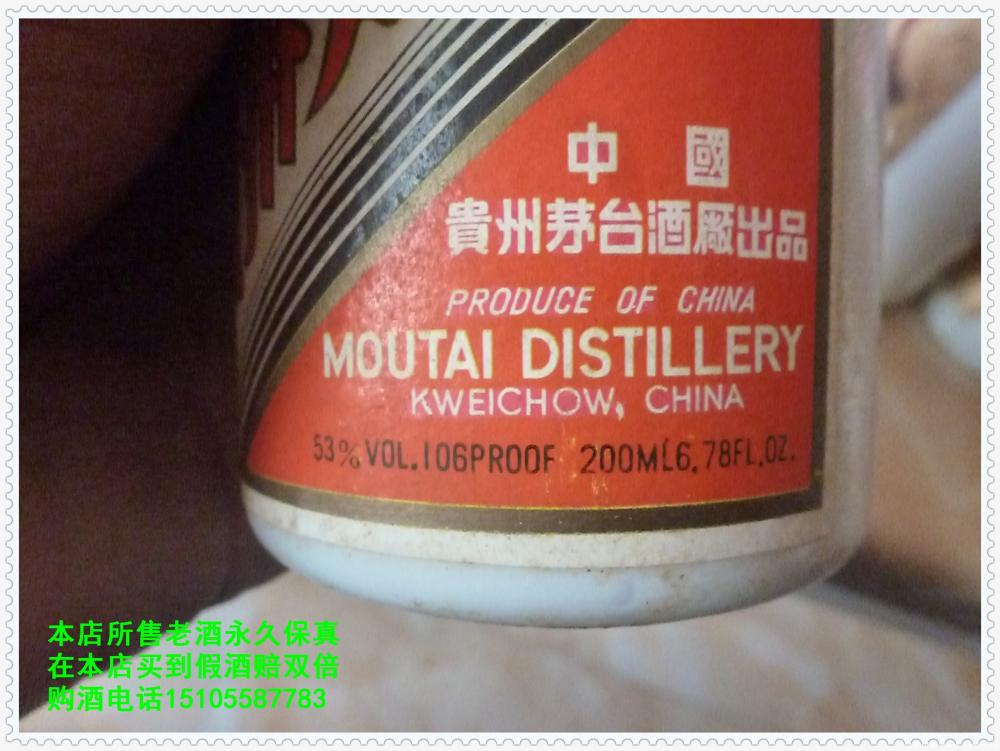 中國
貴州茅台酒厰出品
PRODUCE OF CHINA
MOUTAI DISTILLERY
KWEICHOW, CHINA
53% VOL. 106PROOF 200ML6.78FL.OZ.
本店所售老酒永久保真
在本店买到假酒赔双倍
购酒电话15105587783